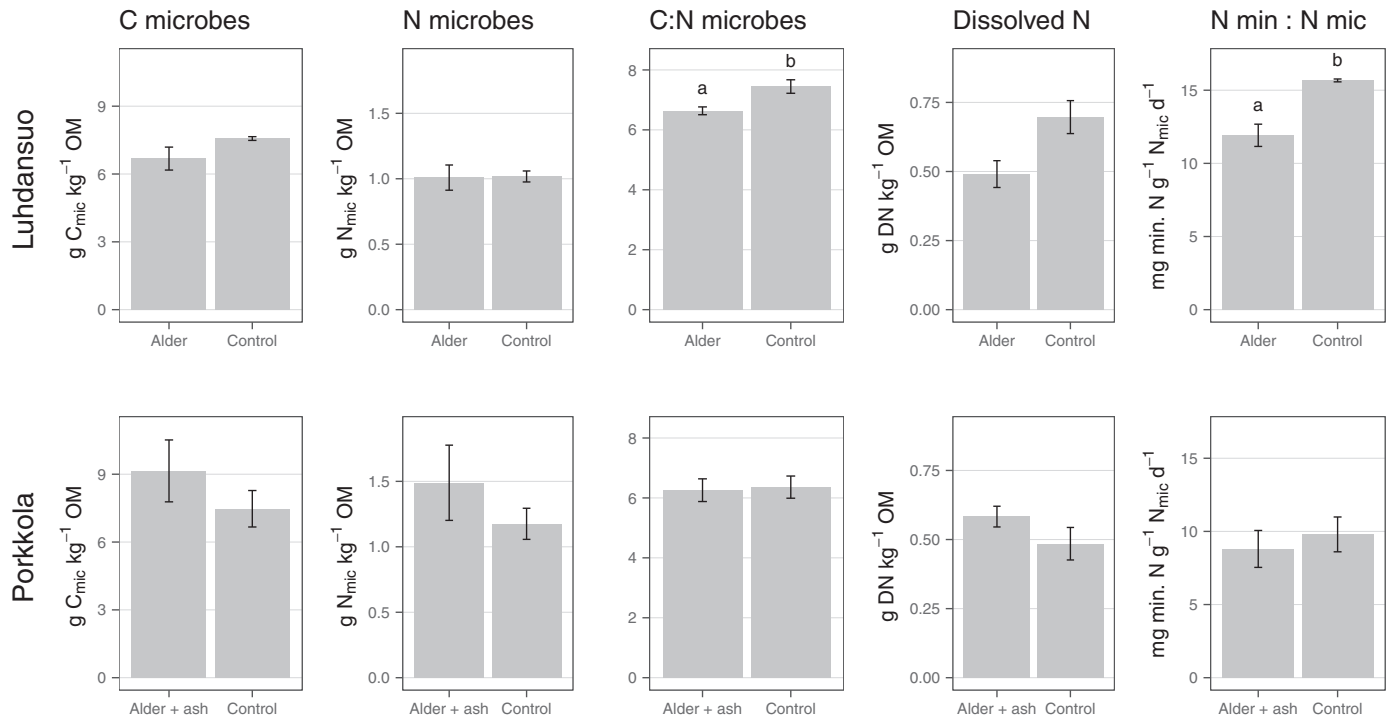 C microbes
N microbes
C:N microbes
Dissolved N
N min : N mic
Luhdansuo
g C_mic kg⁻¹ OM
9
6
3
0
Alder Control
g N_mic kg⁻¹ OM
1.5
1.0
0.5
0.0
Alder Control
8
6
4
2
0
a
b
Alder Control
g DN kg⁻¹ OM
0.75
0.50
0.25
0.00
Alder Control
mg min. N g⁻¹ N_mic d⁻¹
15
10
5
0
a
b
Alder Control
Porkkola
g C_mic kg⁻¹ OM
9
6
3
0
Alder + ash Control
g N_mic kg⁻¹ OM
1.5
1.0
0.5
0.0
Alder + ash Control
8
6
4
2
0
Alder + ash Control
g DN kg⁻¹ OM
0.75
0.50
0.25
0.00
Alder + ash Control
mg min. N g⁻¹ N_mic d⁻¹
15
10
5
0
Alder + ash Control